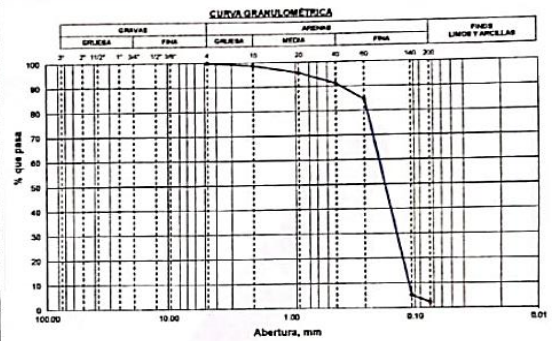 CURVA GRANULOMÉTRICA
GRAVAS ARENAS FINOS
LIMOS Y ARCILLAS
GRUESA FINA GRUESA MEDIA FINA
3" 2" 11/2" 1" 3/4" 1/2" 3/8" 4 10 20 40 60 140 200
% que pasa
100
90
80
70
60
50
40
30
20
10
0
100.00 10.00 1.00 0.10 0.01
Abertura, mm